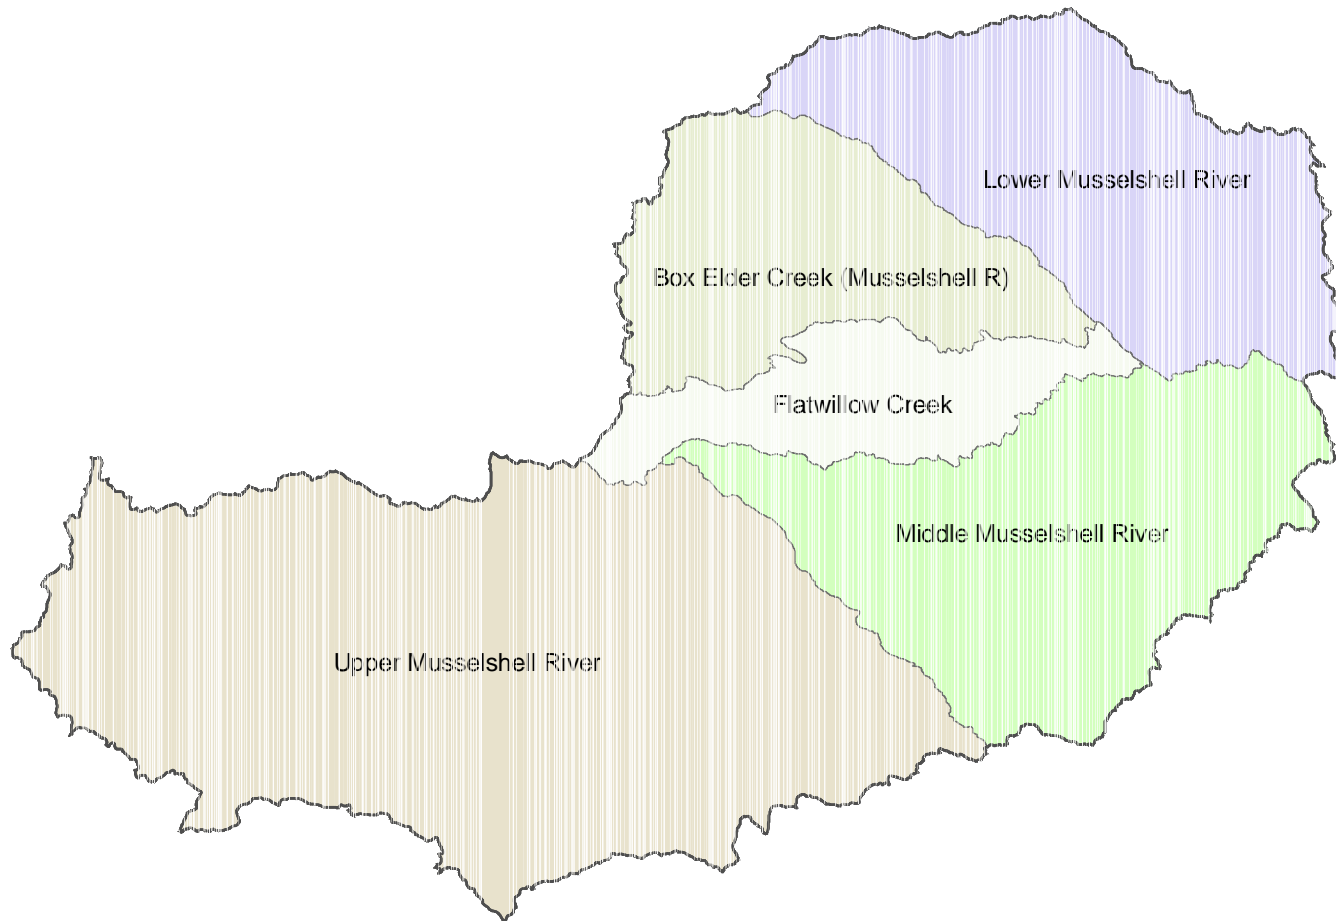 Lower Musselshell River
Box Elder Creek (Musselshell R)
Flatwillow Creek
Middle Musselshell River
Upper Musselshell River